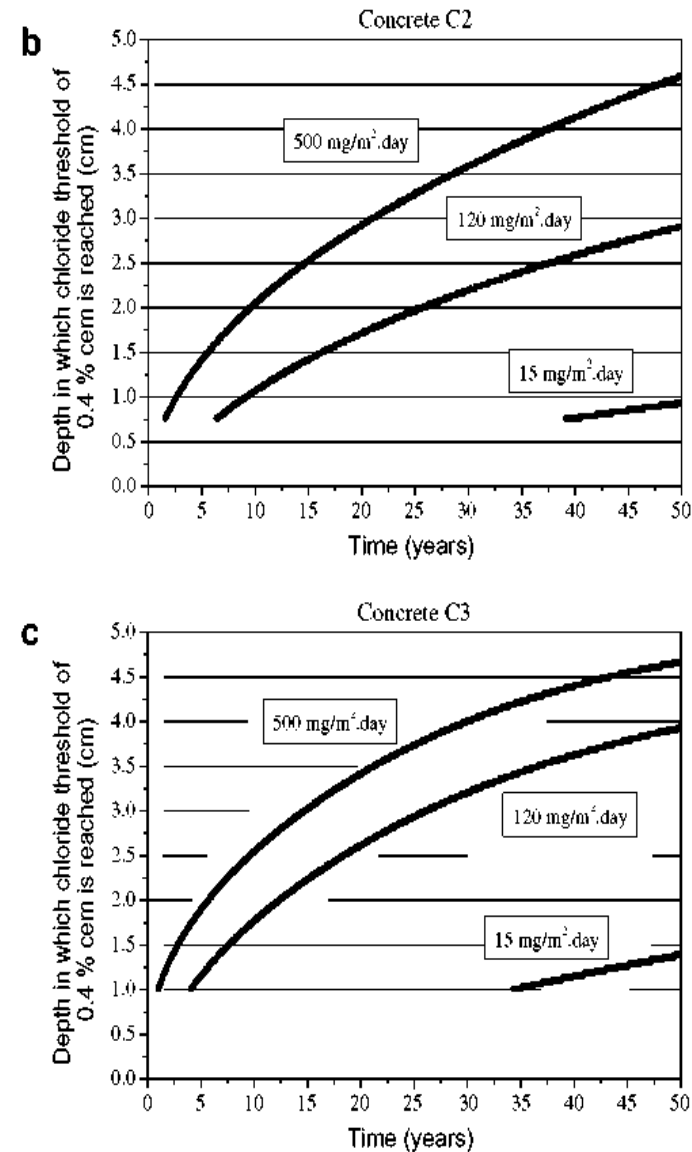 b
Concrete C2
Depth in which chloride threshold of
0.4 % cem is reached (cm)
5.0
4.5
4.0
3.5
3.0
2.5
2.0
1.5
1.0
0.5
0.0
500 mg/m².day
120 mg/m².day
15 mg/m².day
0 5 10 15 20 25 30 35 40 45 50
Time (years)
c
Concrete C3
Depth in which chloride threshold of
0.4 % cem is reached (cm)
5.0
4.5
4.0
3.5
3.0
2.5
2.0
1.5
1.0
0.5
0.0
500 mg/m².day
120 mg/m².day
15 mg/m².day
0 5 10 15 20 25 30 35 40 45 50
Time (years)